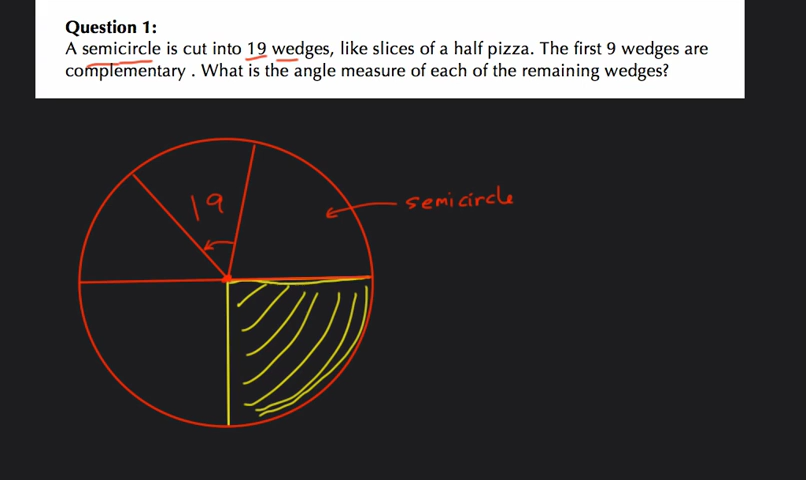 Question 1:
A semicircle is cut into 19 wedges, like slices of a half pizza. The first 9 wedges are
complementary . What is the angle measure of each of the remaining wedges?
19
semicircle